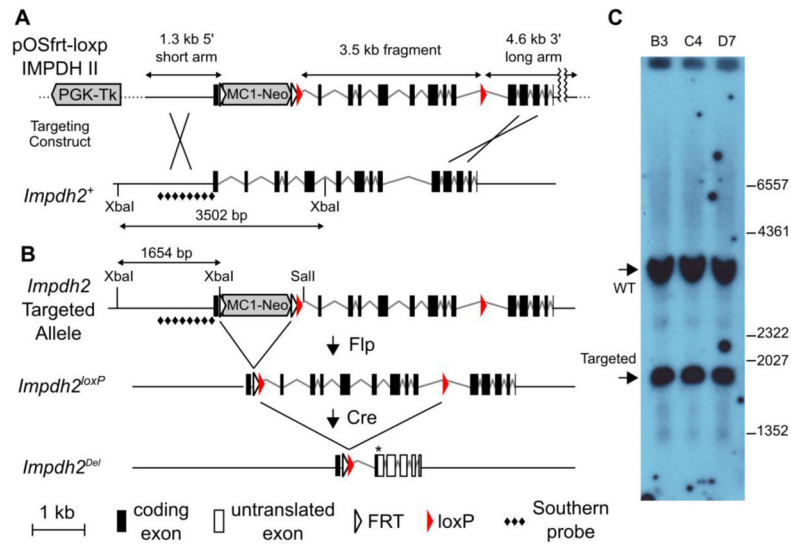 A
pOSfrt-loxp
IMPDH II
1.3 kb 5'
short arm
3.5 kb fragment
4.6 kb 3'
long arm
PGK-Tk
MC1-Neo
Targeting
Construct
Impdh2+
XbaI
XbaI
3502 bp
B
1654 bp
Impdh2
Targeted
Allele
XbaI
XbaI
SalI
MC1-Neo
Flp
Impdh2loxP
Cre
Impdh2Del
*
1 kb
coding
exon
untranslated
exon
FRT
loxP
Southern
probe
C
B3 C4 D7
6557
4361
WT
2322
Targeted
2027
1352